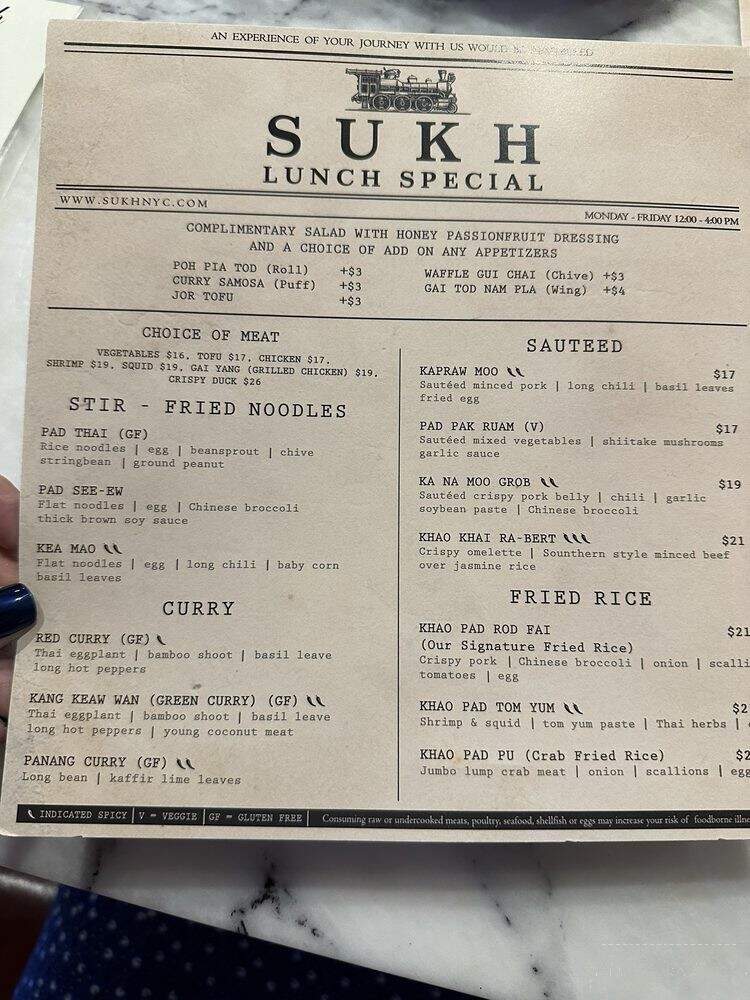 AN EXPERIENCE OF YOUR JOURNEY WITH US WOULD BE
SUKH
LUNCH SPECIAL
WWW.SUKHNYC.COM
MONDAY - FRIDAY 12:00 - 4:00 PM
COMPLIMENTARY SALAD WITH HONEY PASSIONFRUIT DRESSING
AND A CHOICE OF ADD ON ANY APPETIZERS
POH PIA TOD (Roll) +$3
CURRY SAMOSA (Puff) +$3
JOR TOFU +$3
WAFFLE GUI CHAI (Chive) +$3
GAI TOD NAM PLA (Wing) +$4
CHOICE OF MEAT
VEGETABLES $16, TOFU $17, CHICKEN $17,
SHRIMP $19, SQUID $19, GAI YANG (GRILLED CHICKEN) $19,
CRISPY DUCK $26
STIR - FRIED NOODLES
PAD THAI (GF)
Rice noodles | egg | beansprout | chive
stringbean | ground peanut
PAD SEE-EW
Flat noodles | egg | Chinese broccoli
thick brown soy sauce
KEA MAO
Flat noodles | egg | long chili | baby corn
basil leaves
CURRY
RED CURRY (GF)
Thai eggplant | bamboo shoot | basil leave
long hot peppers
KANG KEAW WAN (GREEN CURRY) (GF)
Thai eggplant | bamboo shoot | basil leave
long hot peppers | young coconut meat
PANANG CURRY (GF)
Long bean | kaffir lime leaves
SAUTEED
KAPRAW MOO $17
Sautéed minced pork | long chili | basil leaves
fried egg
PAD PAK RUAM (V) $17
Sautéed mixed vegetables | shiitake mushrooms
garlic sauce
KA NA MOO GROB $19
Sautéed crispy pork belly | chili | garlic
soybean paste | Chinese broccoli
KHAO KHAI RA-BERT $21
Crispy omelette | Sounthern style minced beef
over jasmine rice
FRIED RICE
KHAO PAD ROD FAI $21
(Our Signature Fried Rice)
Crispy pork | Chinese broccoli | onion | scalli
tomatoes | egg
KHAO PAD TOM YUM $2
Shrimp & squid | tom yum paste | Thai herbs |
KHAO PAD PU (Crab Fried Rice) $2
Jumbo lump crab meat | onion | scallions | egg
INDICATED SPICY | V = VEGGIE | GF = GLUTEN FREE
Consuming raw or undercooked meats, poultry, seafood, shellfish or eggs may increase your risk of foodborne illne